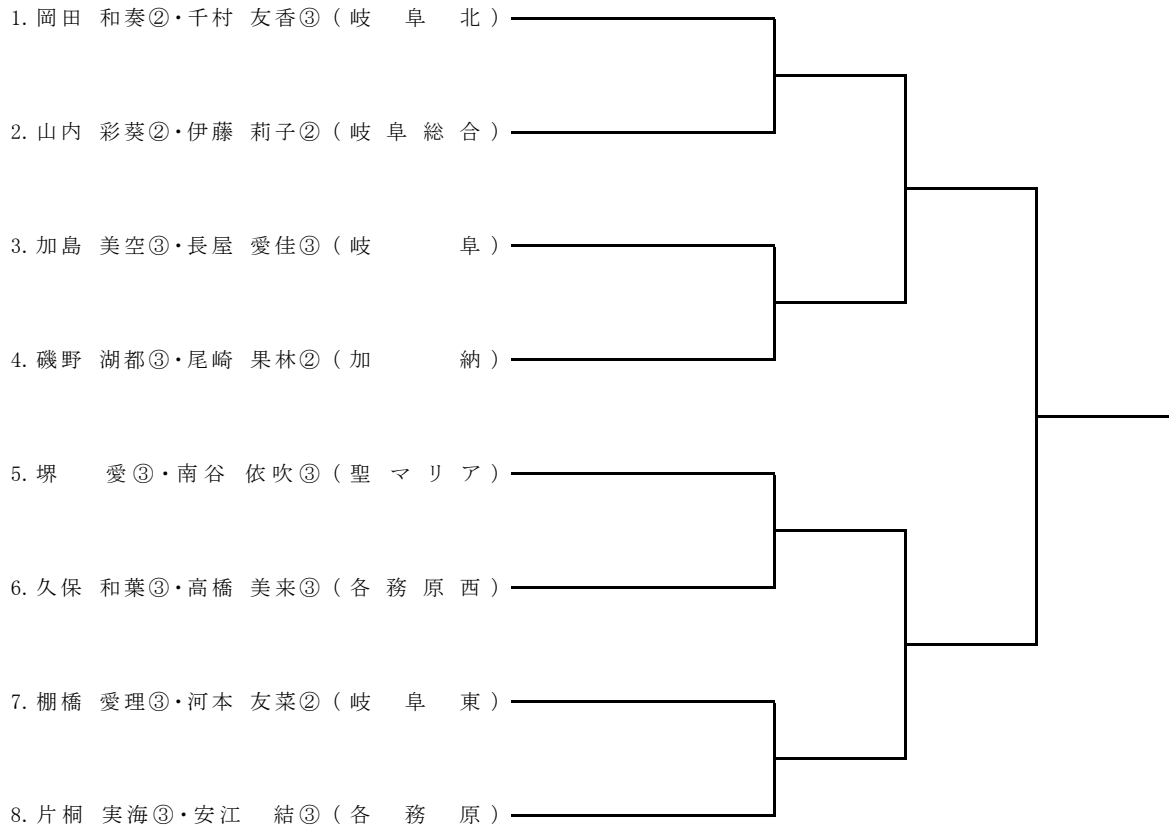 1. 岡田 和奏②・千村 友香③ ( 岐 阜 北 )
2. 山内 彩葵②・伊藤 莉子② ( 岐 阜 総 合 )
3. 加島 美空③・長屋 愛佳③ ( 岐 阜 )
4. 磯野 湖都③・尾崎 果林② ( 加 納 )
5. 堺 愛③・南谷 依吹③ ( 聖 マ リ ア )
6. 久保 和葉③・高橋 美来③ ( 各 務 原 西 )
7. 棚橋 愛理③・河本 友菜② ( 岐 阜 東 )
8. 片桐 実海③・安江 結③ ( 各 務 原 )